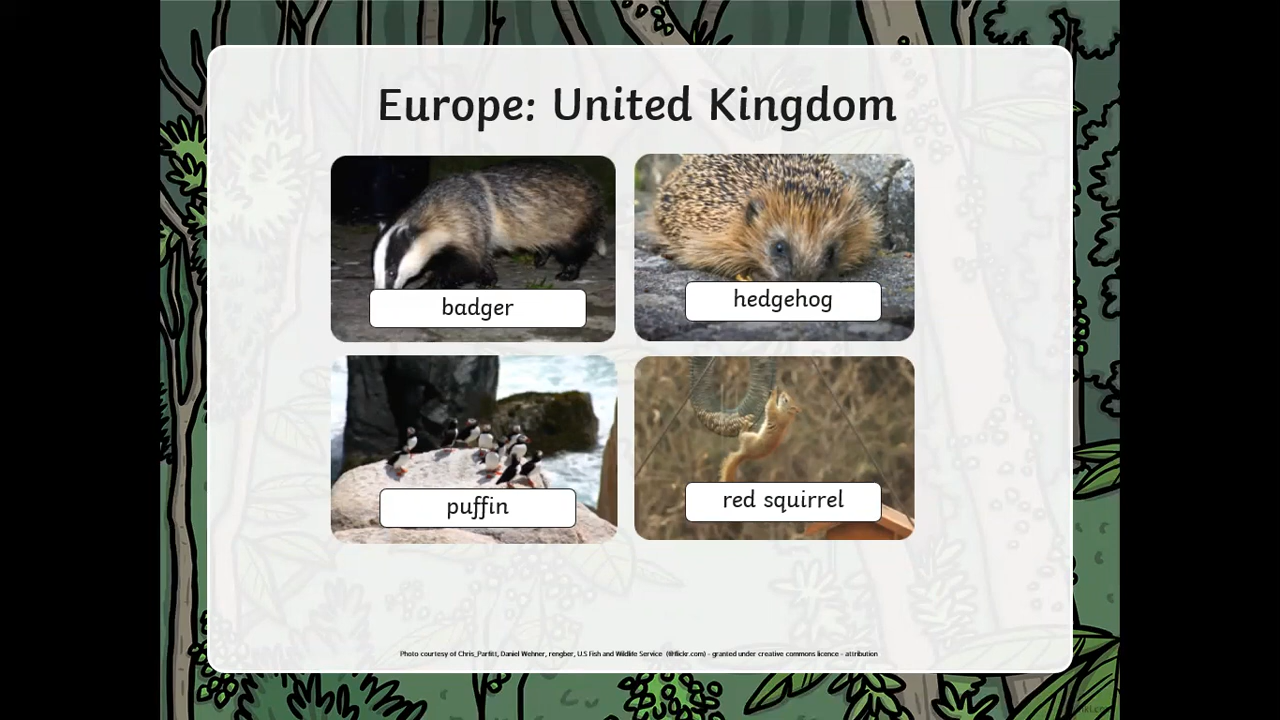 Europe: United Kingdom
badger
hedgehog
puffin
red squirrel
Photo courtesy of Chris_Parfitt, Daniel Wehner, rengber, U.S Fish and Wildlife Service (@flickr.com) - granted under creative commons licence - attribution